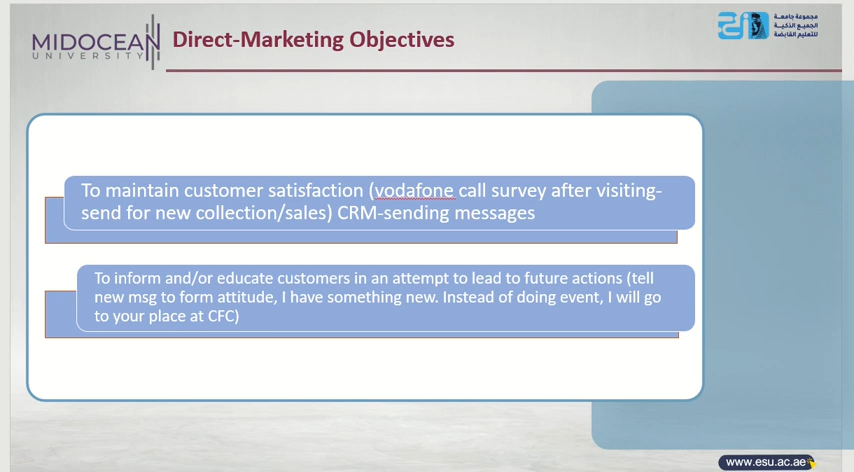 MIDOCEAN
UNIVERSITY
Direct-Marketing Objectives
مجموعة جامعة
الجميع الذكية
للتعليم القابضة
To maintain customer satisfaction (vodafone call survey after visiting-
send for new collection/sales) CRM-sending messages
To inform and/or educate customers in an attempt to lead to future actions (tell
new msg to form attitude, I have something new. Instead of doing event, I will go
to your place at CFC)
www.esu.ac.ae